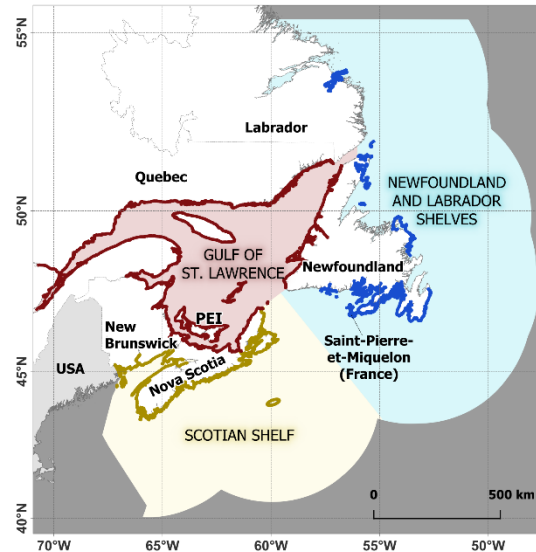 55°N
Labrador
Quebec
NEWFOUNDLAND
AND LABRADOR
SHELVES
50°N
GULF OF
ST. LAWRENCE
Newfoundland
PEI
New
Brunswick
Saint-Pierre-
et-Miquelon
(France)
USA
45°N
Nova Scotia
SCOTIAN SHELF
0
500 km
40°N
70°W
65°W
60°W
55°W
50°W